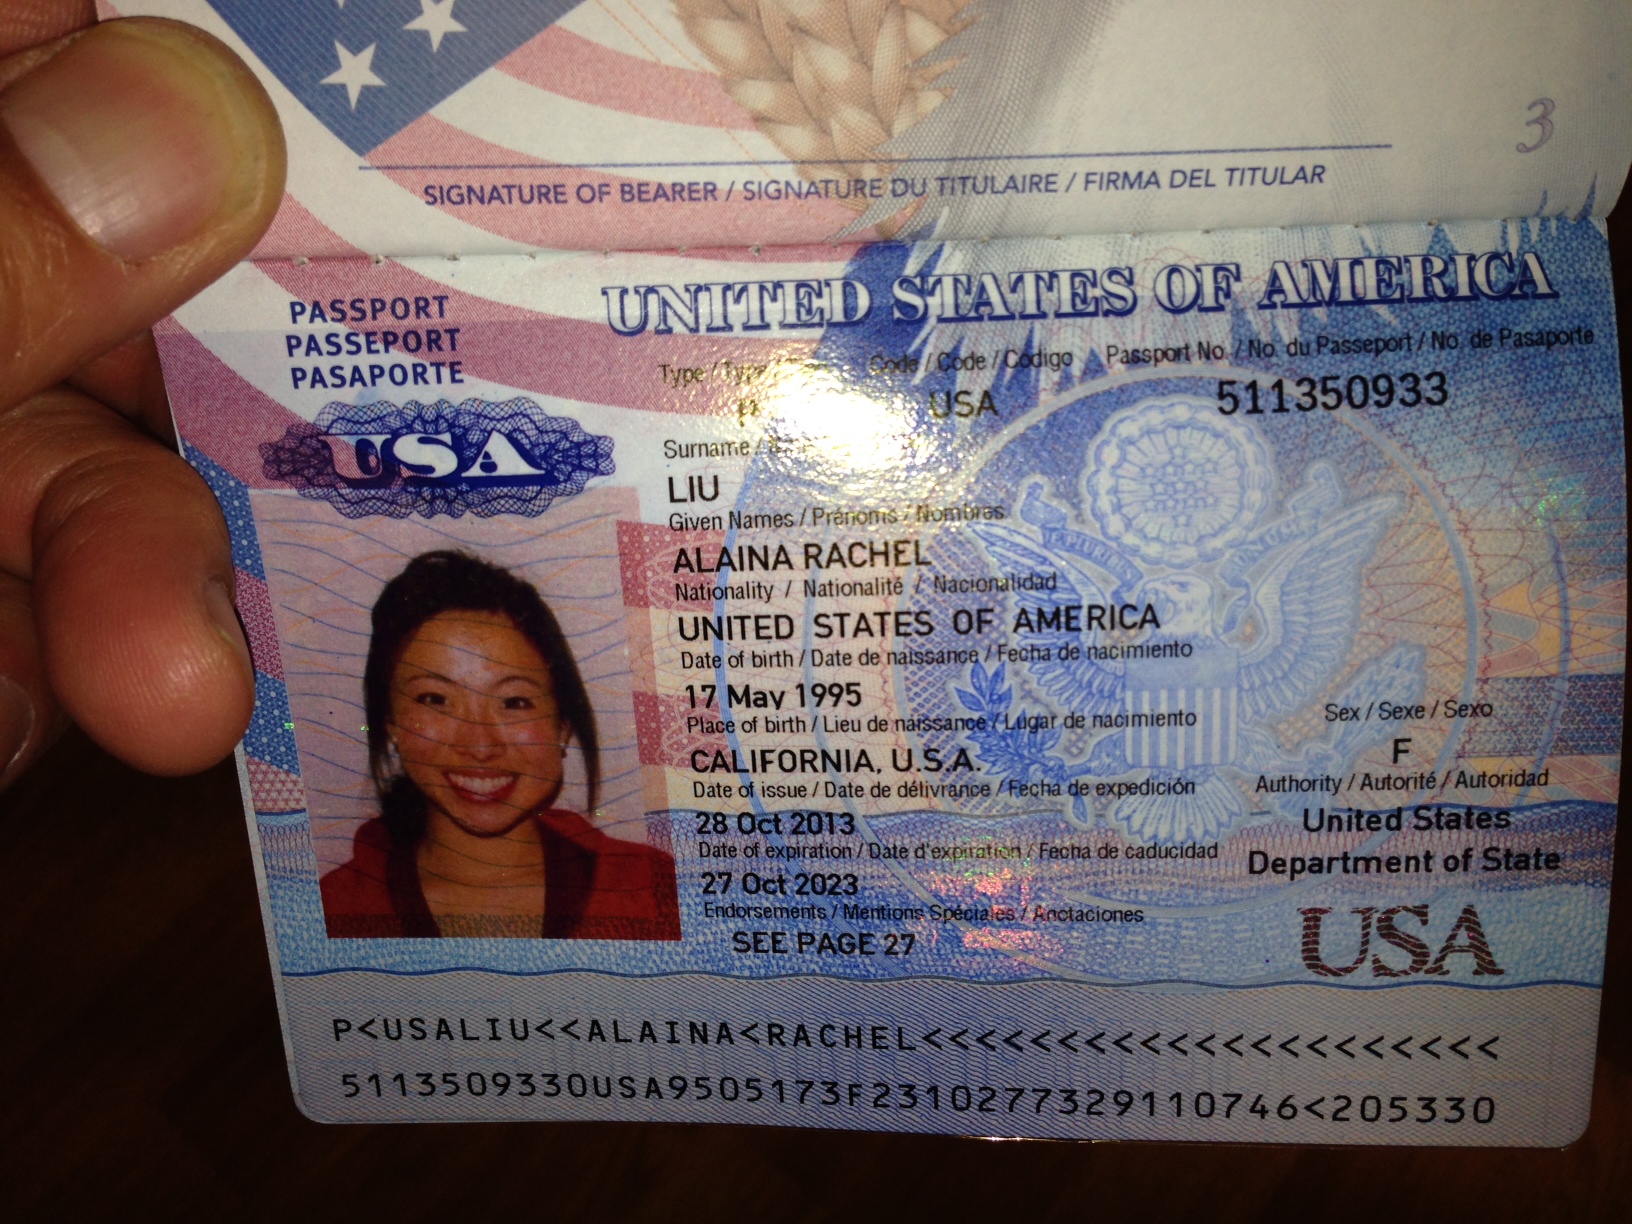 3
SIGNATURE OF BEARER / SIGNATURE DU TITULAIRE / FIRMA DEL TITULAR
PASSPORT
PASSEPORT
PASAPORTE
USA
UNITED STATES OF AMERICA
Type / Code / Code / Código Passport No. / No. du Passeport / No. de Pasaporte
USA 511350933
Surname /
LIU
Given Names / Prénoms / Nombres
ALAINA RACHEL
Nationality / Nationalité / Nacionalidad
UNITED STATES OF AMERICA
Date of birth / Date de naissance / Fecha de nacimiento
17 May 1995
Place of birth / Lieu de naissance / Lugar de nacimiento Sex / Sexe / Sexo
CALIFORNIA, U.S.A. F
Date of issue / Date de délivrance / Fecha de expedición Authority / Autorité / Autoridad
28 Oct 2013 United States
Date of expiration / Date d'expiration / Fecha de caducidad Department of State
27 Oct 2023
Endorsements / Mentions Spéciales / Anotaciones
SEE PAGE 27 USA
P<USALIU<<ALAINA<RACHEL<<<<<<<<<<<<<<<<<<<<<
5113509330USA9505173F2310277329110746<205330